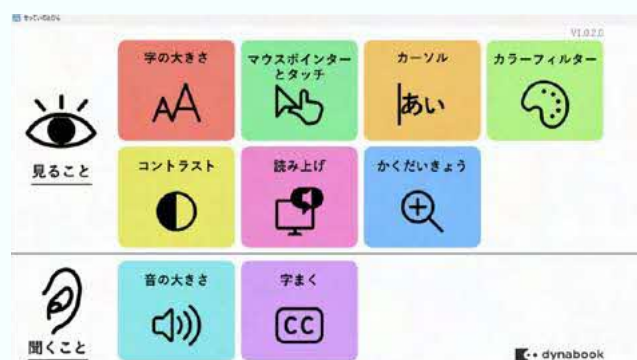 V1.0.2.0
字の大きさ
マウスポインター
とタッチ
カーソル
カラーフィルター
あい
見ること
コントラスト
読み上げ
かくだいきょう
音の大きさ
字まく
CC
聞くこと
dynabook